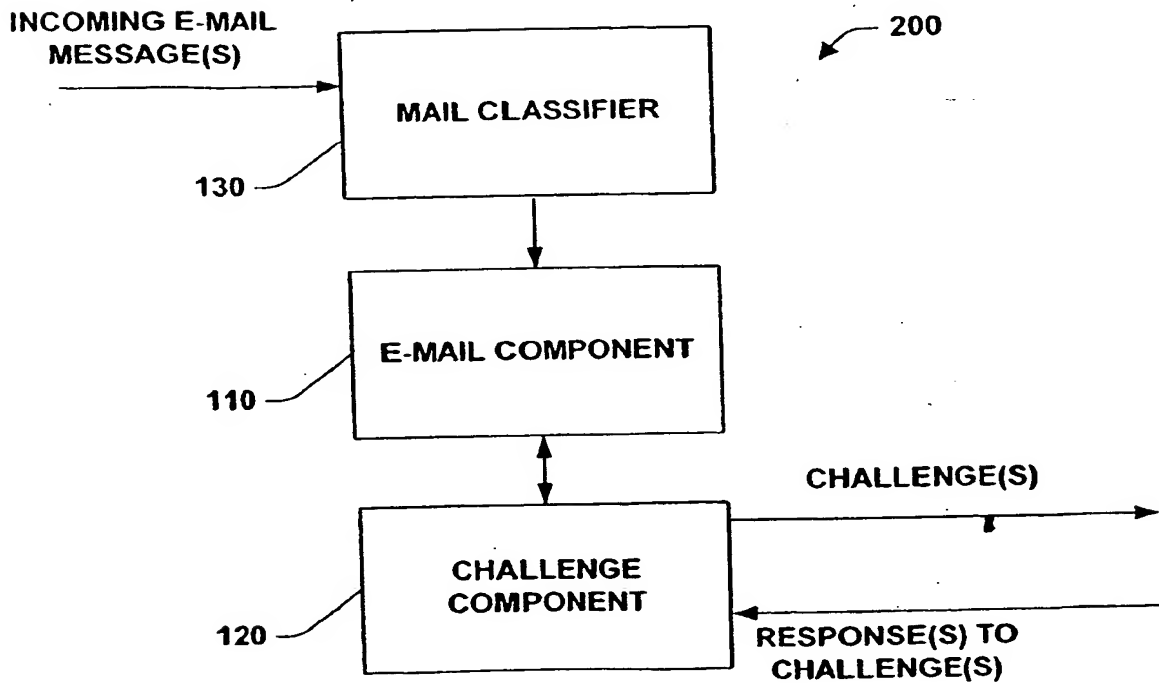 INCOMING E-MAIL
MESSAGE(S)
200
MAIL CLASSIFIER
130
E-MAIL COMPONENT
110
CHALLENGE(S)
CHALLENGE
COMPONENT
120
RESPONSE(S) TO
CHALLENGE(S)